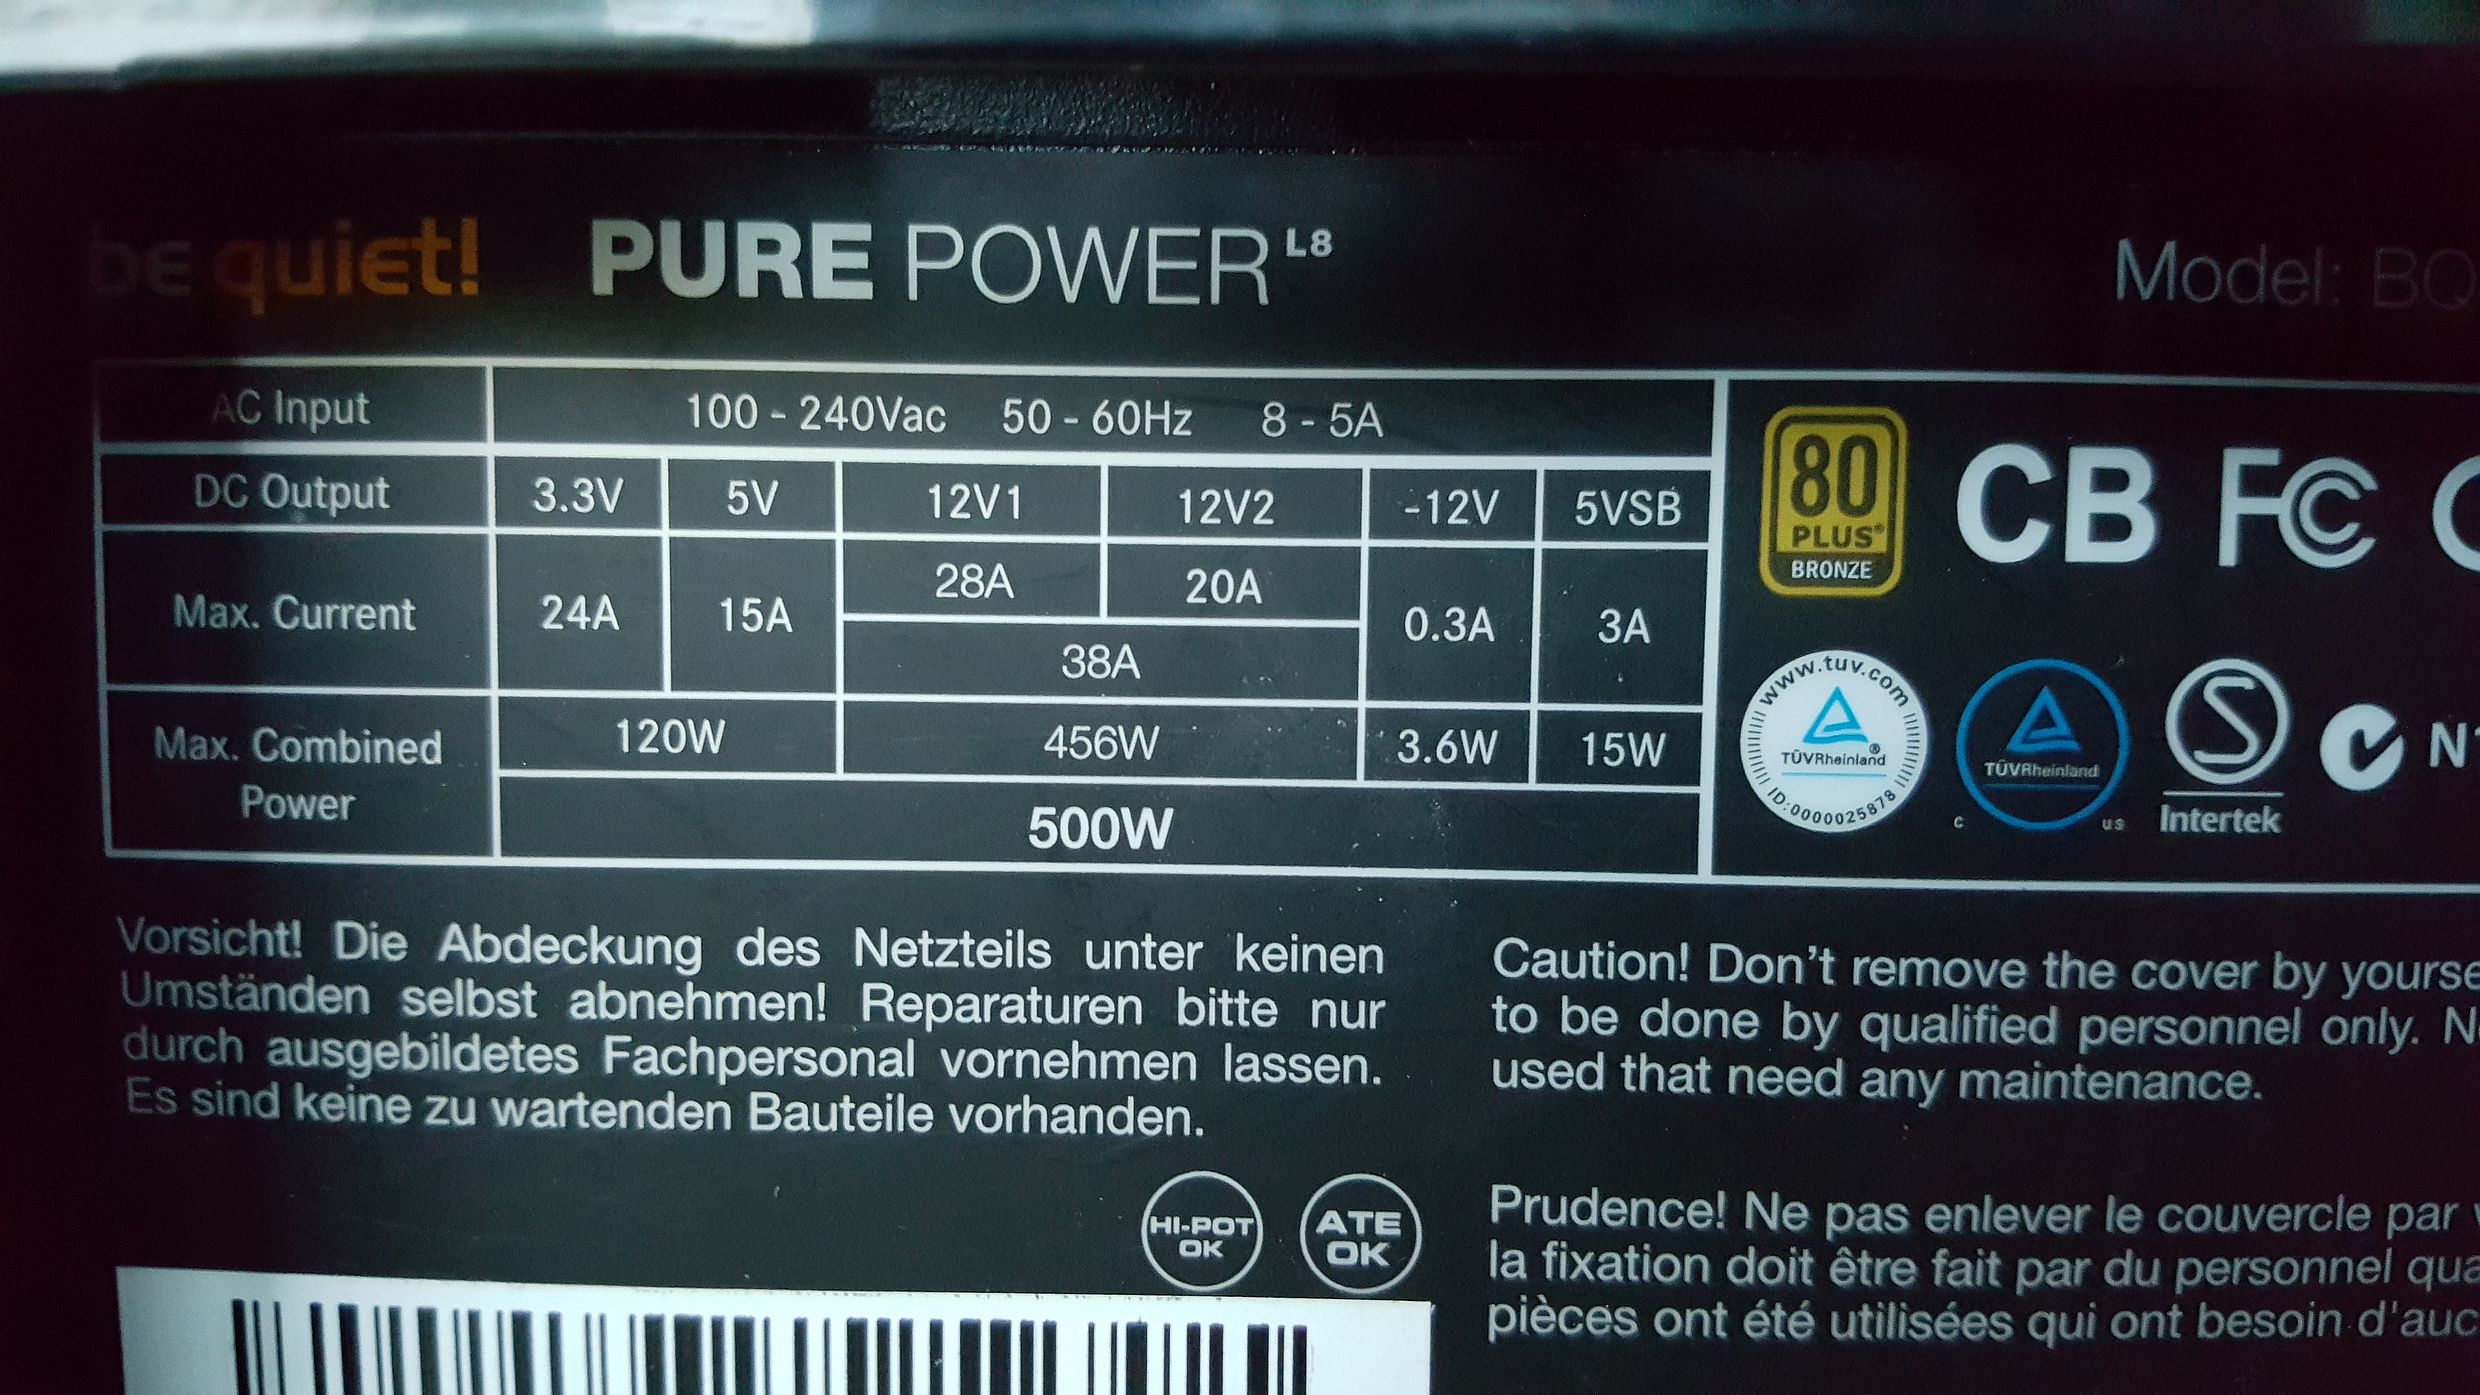 be quiet! PURE POWER L8 Model: BQ
AC Input 100 - 240Vac 50 - 60Hz 8 - 5A
DC Output 3.3V 5V 12V1 12V2 -12V 5VSB
Max. Current 24A 15A 28A 20A 0.3A 3A
38A
Max. Combined Power 120W 456W 3.6W 15W
500W
80 PLUS® BRONZE
CB FC
www.tuv.com
TÜVRheinland®
ID:0000025878
TÜVRheinland
c us
S
Intertek
Vorsicht! Die Abdeckung des Netzteils unter keinen
Umständen selbst abnehmen! Reparaturen bitte nur
durch ausgebildetes Fachpersonal vornehmen lassen.
Es sind keine zu wartenden Bauteile vorhanden.
Caution! Don't remove the cover by yourse
to be done by qualified personnel only.
used that need any maintenance.
HI-POT OK
ATE OK
Prudence! Ne pas enlever le couvercle par
la fixation doit être fait par du personnel qua
pièces ont été utilisées qui ont besoin d'auc